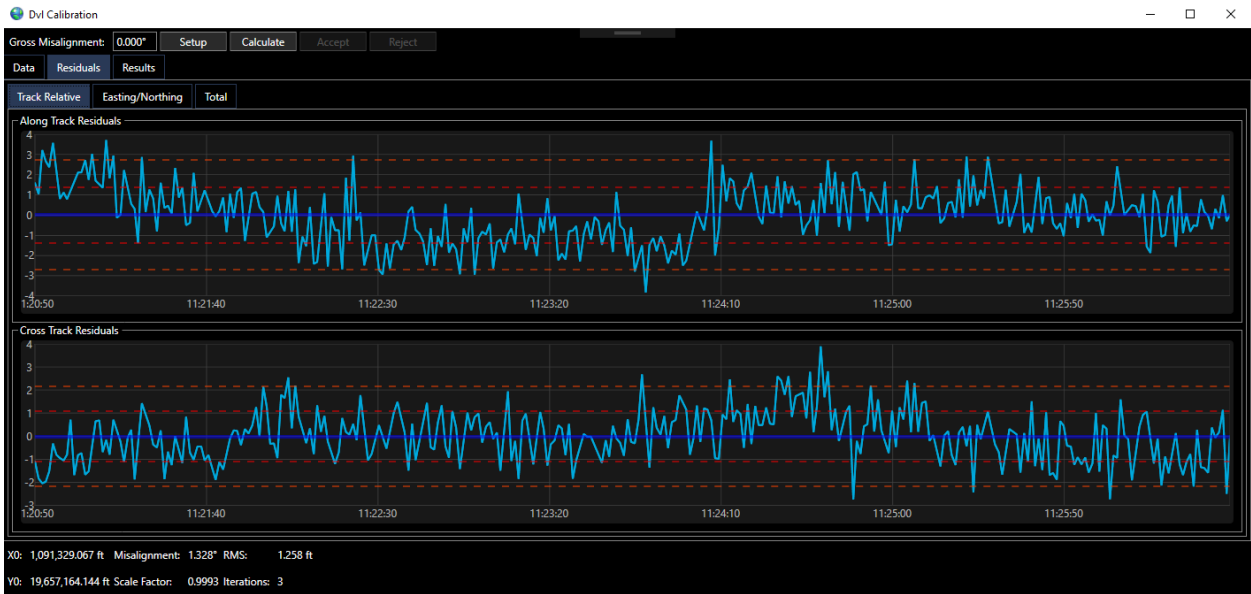 Dvl Calibration
Gross Misalignment: 0.000° Setup Calculate Accept Reject
Data Residuals Results
Track Relative Easting/Northing Total
Along Track Residuals
4
3
2
1
0
-1
-2
-3
-4
1:20:50 11:21:40 11:22:30 11:23:20 11:24:10 11:25:00 11:25:50
Cross Track Residuals
4
3
2
1
0
-1
-2
-3
1:20:50 11:21:40 11:22:30 11:23:20 11:24:10 11:25:00 11:25:50
X0: 1,091,329.067 ft Misalignment: 1.328° RMS: 1.258 ft
Y0: 19,657,164.144 ft Scale Factor: 0.9993 Iterations: 3